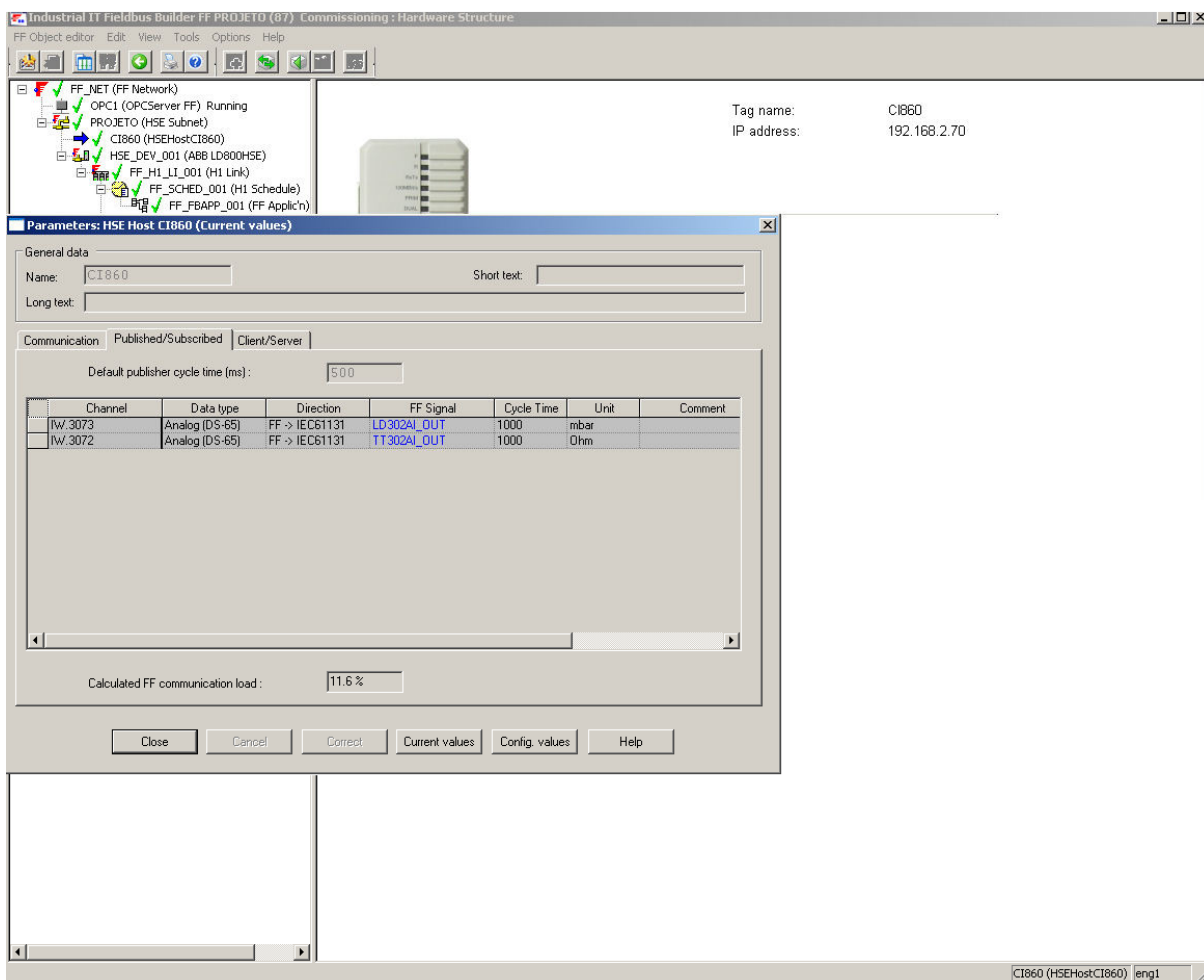 Industrial IT Fieldbus Builder FF PROJETO (87) Commissioning : Hardware Structure
FF Object editor Edit View Tools Options Help
FF_NET (FF Network)
OPC1 (OPCServer FF) Running
PROJETO (HSE Subnet)
CI860 (HSEHostCI860)
HSE_DEV_001 (ABB LD800HSE)
FF_H1_LI_001 (H1 Link)
FF_SCHED_001 (H1 Schedule)
FF_FBAPP_001 (FF Applic'n)
Tag name: CI860
IP address: 192.168.2.70
Parameters: HSE Host CI860 (Current values)
General data
Name: CI860 Short text:
Long text:
Communication Published/Subscribed Client/Server
Default publisher cycle time (ms) : 500
Channel Data type Direction FF Signal Cycle Time Unit Comment
IW.3073 Analog (DS-65) FF -> IEC61131 LD302AI_OUT 1000 mbar
IW.3072 Analog (DS-65) FF -> IEC61131 TT302AI_OUT 1000 Ohm
Calculated FF communication load : 11.6 %
Close Cancel Correct Current values Config. values Help
CI860 (HSEHostCI860) eng1